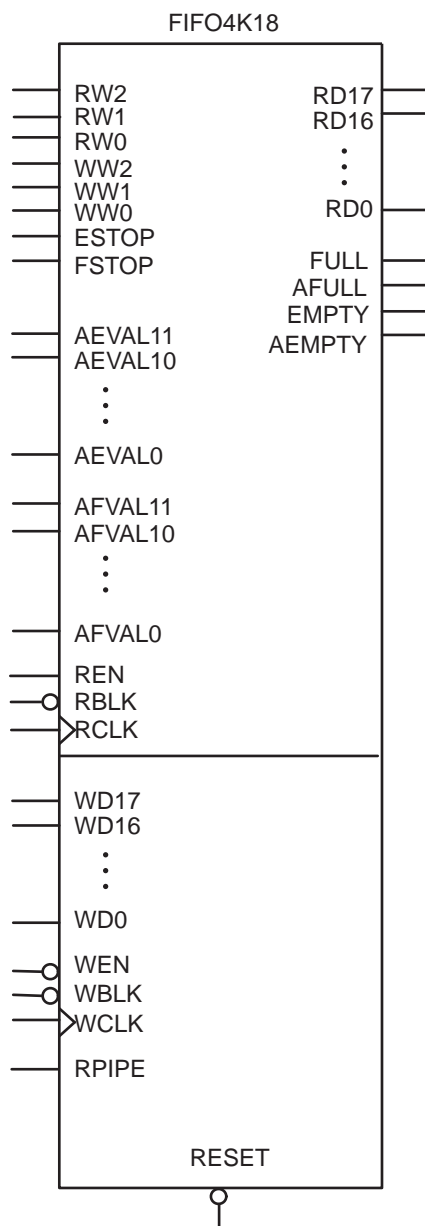 FIFO4K18
RW2
RW1
RW0
WW2
WW1
WW0
ESTOP
FSTOP
AEVAL11
AEVAL10
AEVAL0
AFVAL11
AFVAL10
AFVAL0
REN
RBLK
RCLK
RD17
RD16
RD0
FULL
AFULL
EMPTY
AEMPTY
WD17
WD16
WD0
WEN
WBLK
WCLK
RPIPE
RESET